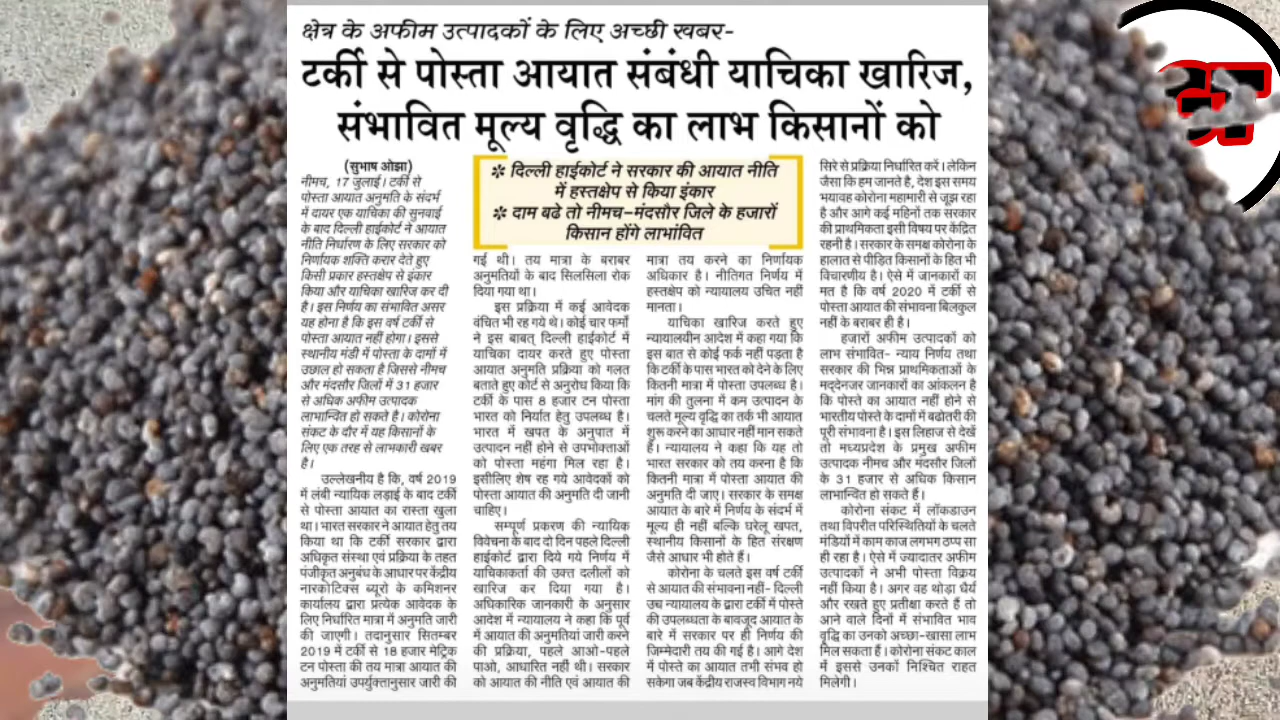 क्षेत्र के अफीम उत्पादकों के लिए अच्छी खबर-
टर्की से पोस्ता आयात संबंधी याचिका खारिज,
संभावित मूल्य वृद्धि का लाभ किसानों को
(सुभाष ओझा)
नीमच, 17 जुलाई। टर्की से
पोस्ता आयात अनुमति के संदर्भ
में दायर एक याचिका की सुनवाई
के बाद दिल्ली हाईकोर्ट ने आयात
नीति निर्धारण के लिए सरकार को
निर्णायक शक्ति करार देते हुए
किसी प्रकार हस्तक्षेप से इंकार
किया और याचिका खारिज कर दी
है। इस निर्णय का संभावित असर
यह होना है कि इस वर्ष टर्की से
पोस्ता आयात नहीं होगा। इससे
स्थानीय मंडी में पोस्ता के दामों में
उछाल हो सकता है जिससे नीमच
और मंदसौर जिलों में 31 हजार
से अधिक अफीम उत्पादक
लाभान्वित हो सकते है। कोरोना
संकट के दौर में यह किसानों के
लिए एक तरह से लाभकारी खबर
है।
उल्लेखनीय है कि, वर्ष 2019
में लंबी न्यायिक लड़ाई के बाद टर्की
से पोस्ता आयात का रास्ता खुला
था। भारत सरकार ने आयात हेतु तय
किया था कि टर्की सरकार द्वारा
अधिकृत संस्था एवं प्रक्रिया के तहत
पंजीकृत अनुबंध के आधार पर केंद्रीय
नारकोटिक्स ब्यूरो के कमिशनर
कार्यालय द्वारा प्रत्येक आवेदक के
लिए निर्धारित मात्रा में अनुमति जारी
की जाएगी। तदानुसार सितम्बर
2019 में टर्की से 18 हजार मेट्रिक
टन पोस्ता की तय मात्रा आयात की
अनुमतियां उपर्युक्तानुसार जारी की
❇ दिल्ली हाईकोर्ट ने सरकार की आयात नीति
में हस्तक्षेप से किया इंकार
❇ दाम बढे तो नीमच-मंदसौर जिले के हजारों
किसान होंगे लाभांवित
गई थी। तय मात्रा के बराबर
अनुमतियों के बाद सिलसिला रोक
दिया गया था।
इस प्रक्रिया में कई आवेदक
वंचित भी रह गये थे। कोई चार फर्मों
ने इस बाबत् दिल्ली हाईकोर्ट में
याचिका दायर करते हुए पोस्ता
आयात अनुमति प्रक्रिया को गलत
बताते हुए कोर्ट से अनुरोध किया कि
टर्की के पास 8 हजार टन पोस्ता
भारत को निर्यात हेतु उपलब्ध है।
भारत में खपत के अनुपात में
उत्पादन नहीं होने से उपभोक्ताओं
को पोस्ता महंगा मिल रहा है।
इसीलिए शेष रह गये आवेदकों को
पोस्ता आयात की अनुमति दी जानी
चाहिए।
सम्पूर्ण प्रकरण की न्यायिक
विवेचना के बाद दो दिन पहले दिल्ली
हाईकोर्ट द्वारा दिये गये निर्णय में
याचिकाकर्ता की उक्त दलीलों को
खारिज कर दिया गया है।
अधिकारिक जानकारी के अनुसार
आदेश में न्यायालय ने कहा कि पूर्व
में आयात की अनुमतियां जारी करने
की प्रक्रिया, पहले आओ-पहले
पाओ, आधारित नहीं थी। सरकार
को आयात की नीति एवं आयात की
मात्रा तय करने का निर्णायक
अधिकार है। नीतिगत निर्णय में
हस्तक्षेप को न्यायालय उचित नहीं
मानता।
याचिका खारिज करते हुए
न्यायालयीन आदेश में कहा गया कि
इस बात से कोई फर्क नहीं पड़ता है
कि टर्की के पास भारत को देने के लिए
कितनी मात्रा में पोस्ता उपलब्ध है।
मांग की तुलना में कम उत्पादन के
चलते मूल्य वृद्धि का तर्क भी आयात
शुरू करने का आधार नहीं मान सकते
हैं। न्यायालय ने कहा कि यह तो
भारत सरकार को तय करना है कि
कितनी मात्रा में पोस्ता आयात की
अनुमति दी जाए। सरकार के समक्ष
आयात के बारे में निर्णय के संदर्भ में
मूल्य ही नहीं बल्कि घरेलू खपत,
स्थानीय किसानों के हित संरक्षण
जैसे आधार भी होते हैं।
कोरोना के चलते इस वर्ष टर्की
से आयात की संभावना नहीं- दिल्ली
उच्च न्यायालय के द्वारा टर्की में पोस्ते
की उपलब्धता के बावजूद आयात के
बारे में सरकार पर ही निर्णय की
जिम्मेदारी तय की गई है। आगे देश
में पोस्ते का आयात तभी संभव हो
सकेगा जब केंद्रीय राजस्व विभाग नये
सिरे से प्रक्रिया निर्धारित करें। लेकिन
जैसा कि हम जानते है, देश इस समय
भयावह कोरोना महामारी से जूझ रहा
है और आगे कई महिनों तक सरकार
की प्राथमिकता इसी विषय पर केंद्रित
रहनी है। सरकार के समक्ष कोरोना के
हालात से पीड़ित किसानों के हित भी
विचारणीय है। ऐसे में जानकारों का
मत है कि वर्ष 2020 में टर्की से
पोस्ता आयात की संभावना बिलकुल
नहीं के बराबर ही है।
हजारों अफीम उत्पादकों को
लाभ संभावित- न्याय निर्णय तथा
सरकार की भिन्न प्राथमिकताओं के
मद्देनजर जानकारों का आंकलन है
कि पोस्ते का आयात नहीं होने से
भारतीय पोस्ते के दामों में बढोतरी की
पूरी संभावना है। इस लिहाज से देखें
तो मध्यप्रदेश के प्रमुख अफीम
उत्पादक नीमच और मंदसौर जिलों
के 31 हजार से अधिक किसान
लाभान्वित हो सकते हैं।
कोरोना संकट में लॉकडाउन
तथा विपरीत परिस्थितियों के चलते
मंडियों में काम काज लगभग ठप्प सा
ही रहा है। ऐसे में ज्यादातर अफीम
उत्पादकों ने अभी पोस्ता विक्रय
नहीं किया है। अगर वह थोड़ा धैर्य
और रखते हुए प्रतीक्षा करते हैं तो
आने वाले दिनों में संभावित भाव
वृद्धि का उनको अच्छा-खासा लाभ
मिल सकता हैं। कोरोना संकट काल
में इससे उनकों निश्चित राहत
मिलेगी।